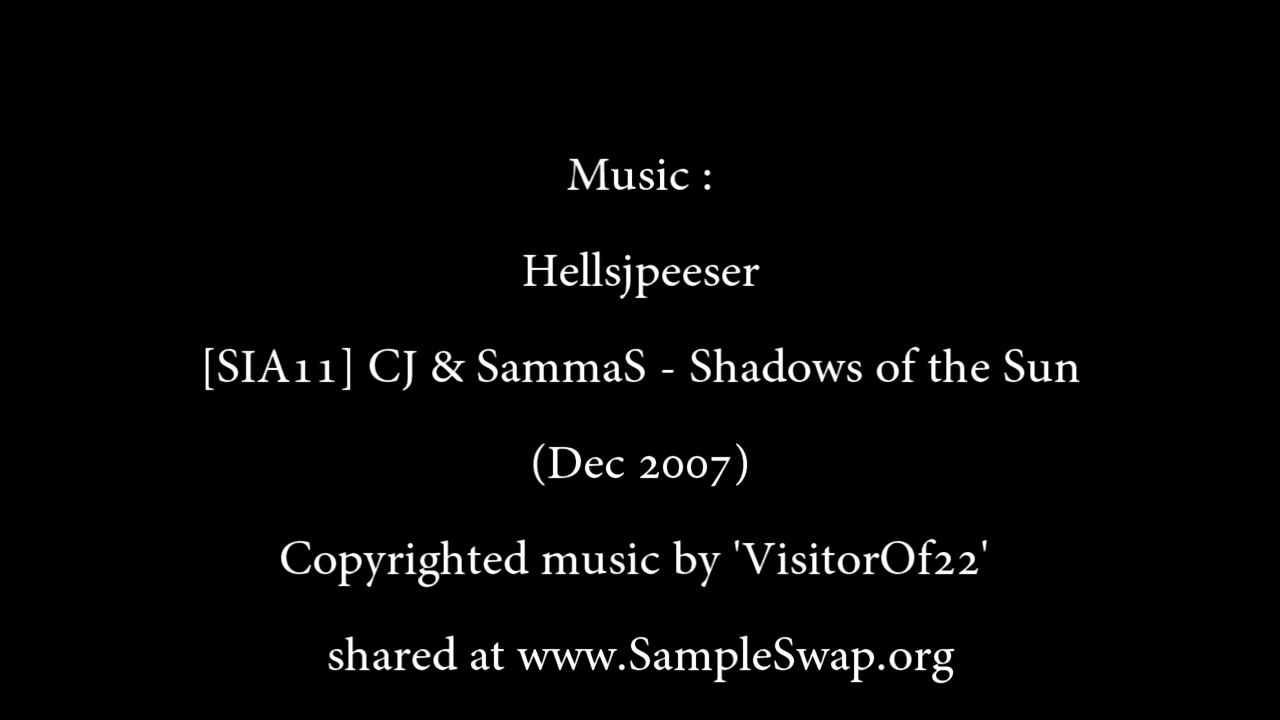 Music :
Hellsjpeeser
[SIA11] CJ & SammaS - Shadows of the Sun
(Dec 2007)
Copyrighted music by 'VisitorOf22'
shared at www.SampleSwap.org